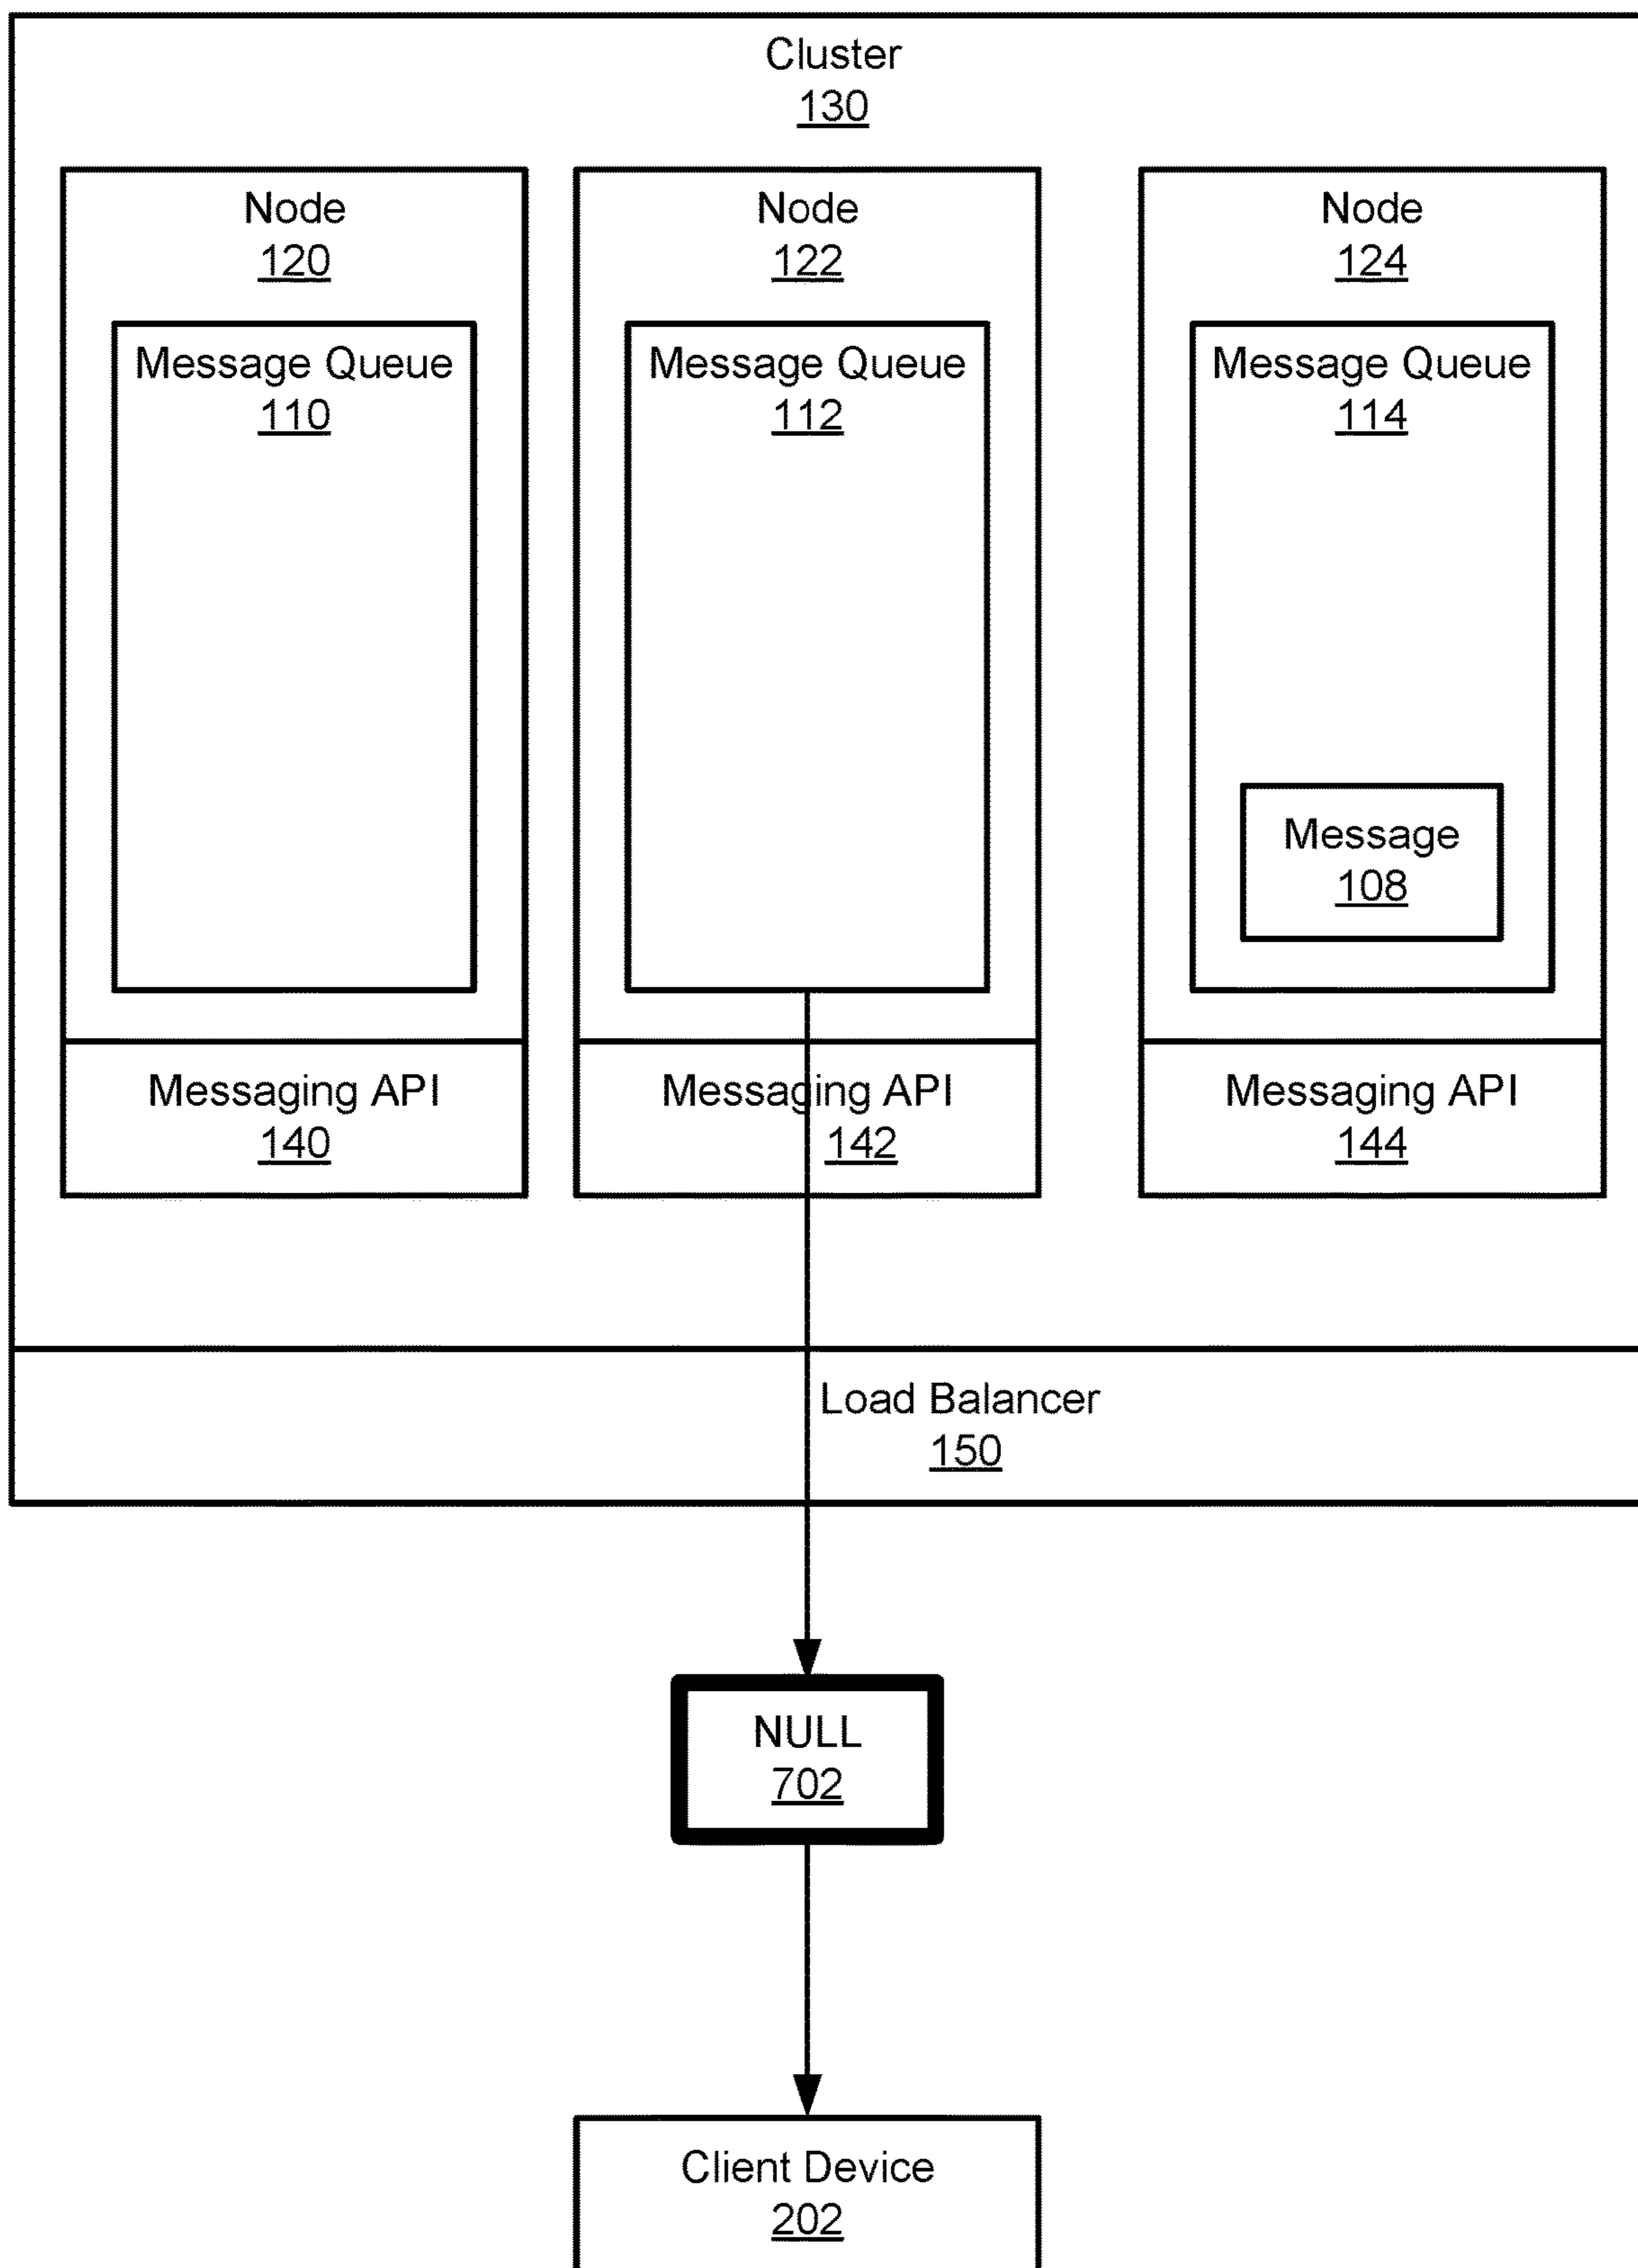 Cluster
130
Node
120
Node
122
Node
124
Message Queue
110
Message Queue
112
Message Queue
114
Message
108
Messaging API
140
Messaging API
142
Messaging API
144
Load Balancer
150
NULL
702
Client Device
202